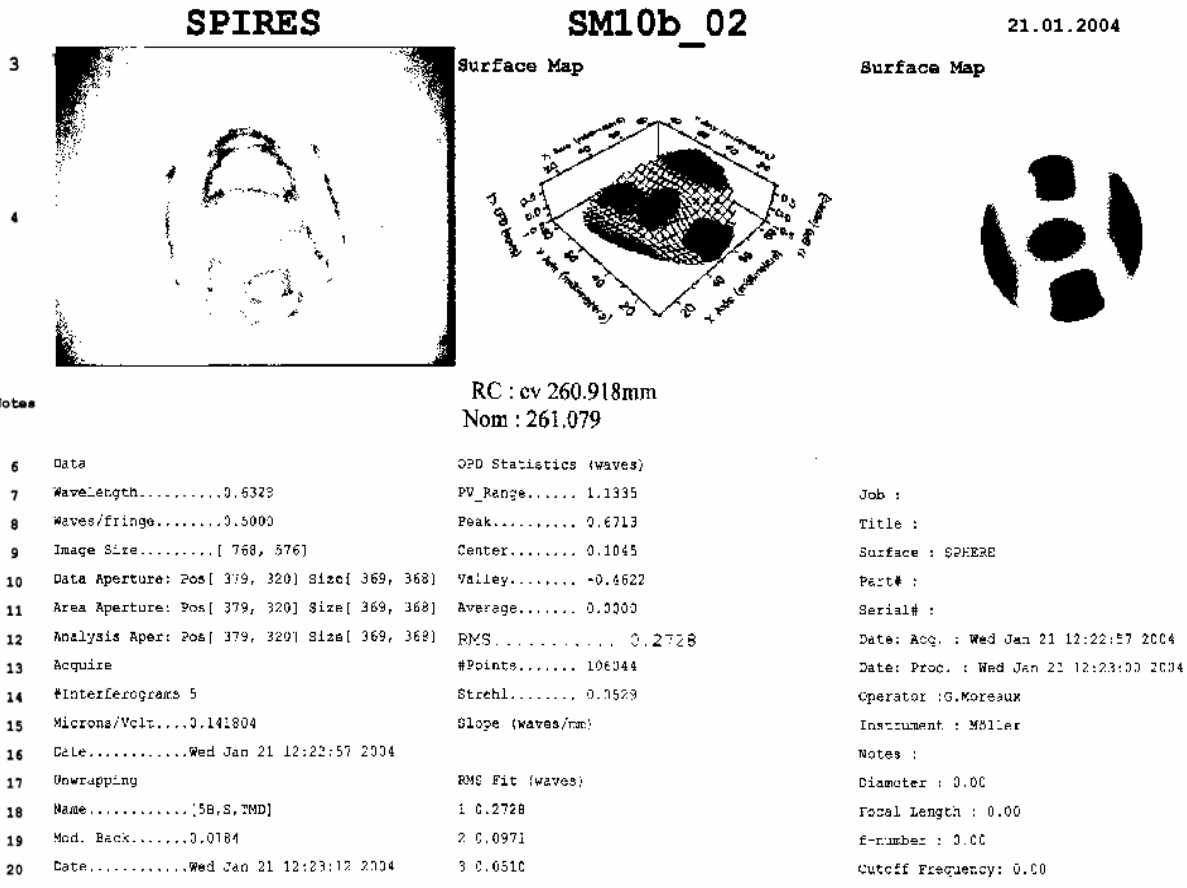 SPIRES
SM10b_02
21.01.2004
3
Surface Map
Surface Map
4
RC : cv 260.918mm
Nom : 261.079
6 Data
OPD Statistics (waves)
7 Wavelength..........0.6328
PV_Range...... 1.1335
Job :
8 Waves/fringe........0.5000
Peak.......... 0.6713
Title :
9 Image Size.........[ 768, 576]
Center........ 0.1045
Surface : SPHERE
10 Data Aperture: Pos[ 379, 320] Size[ 369, 368]
Valley........ -0.4622
Part# :
11 Area Aperture: Pos[ 379, 320] Size[ 369, 368]
Average....... 0.0000
Serial# :
12 Analysis Aper: Pos[ 379, 320] Size[ 369, 368]
RMS............ 0.2728
Date: Acq. : Wed Jan 21 12:22:57 2004
13 Acquire
#Points....... 106044
Date: Proc. : Wed Jan 21 12:23:00 2004
14 #Interferograms 5
Strehl........ 0.0529
Operator :G.Moreaux
15 Microns/Volt....0.141804
Slope (waves/mm)
Instrument : Möller
16 Date............Wed Jan 21 12:22:57 2004
Notes :
17 Unwrapping
RMS Fit (waves)
Diameter : 0.00
18 Name............[5B,S,TMD]
1 0.2728
Focal Length : 0.00
19 Mod. Back.......0.0184
2 0.0971
f-number : 0.00
20 Date............Wed Jan 21 12:23:12 2004
3 0.0510
Cutoff Frequency: 0.00